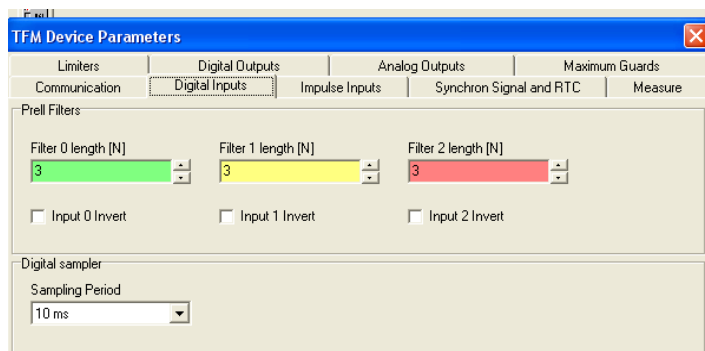 TFM Device Parameters
Limiters Digital Outputs Analog Outputs Maximum Guards
Communication Digital Inputs Impulse Inputs Synchron Signal and RTC Measure
Prell Filters
Filter 0 length [N] Filter 1 length [N] Filter 2 length [N]
3 3 3
Input 0 Invert Input 1 Invert Input 2 Invert
Digital sampler
Sampling Period
10 ms